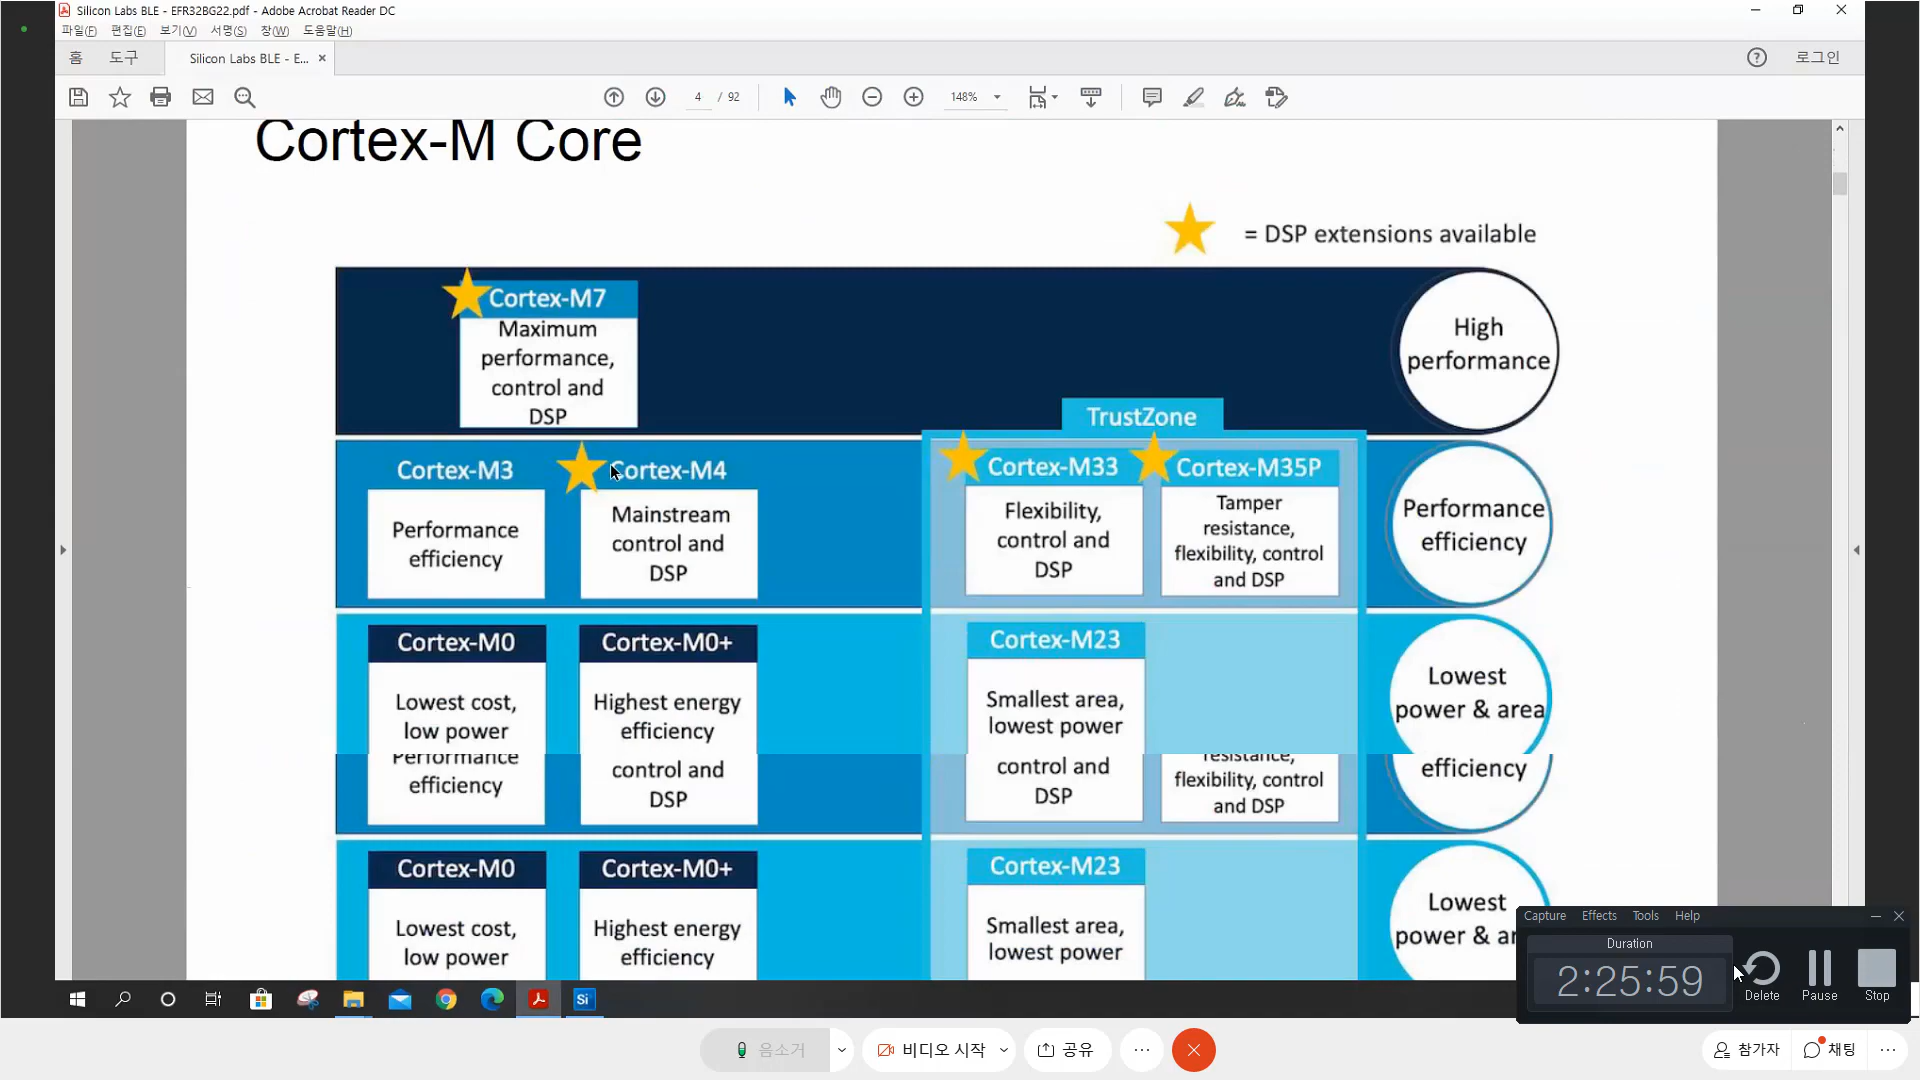 Silicon Labs BLE - EFR32BG22.pdf - Adobe Acrobat Reader DC
파일(F) 편집(E) 보기(V) 서명(S) 창(W) 도움말(H)
홈 도구 Silicon Labs BLE - E... × 로그인
4 / 92 148%
Cortex-M Core
= DSP extensions available
Cortex-M7
Maximum
performance,
control and
DSP
High
performance
TrustZone
Cortex-M3
Performance
efficiency
Cortex-M4
Mainstream
control and
DSP
Cortex-M33
Flexibility,
control and
DSP
Cortex-M35P
Tamper
resistance,
flexibility, control
and DSP
Performance
efficiency
Cortex-M0
Lowest cost,
low power
Cortex-M0+
Highest energy
efficiency
Cortex-M23
Smallest area,
lowest power
Lowest
power & area
Performance
efficiency
control and
DSP
control and
DSP
resistance,
flexibility, control
and DSP
efficiency
Cortex-M0
Lowest cost,
low power
Cortex-M0+
Highest energy
efficiency
Cortex-M23
Smallest area,
lowest power
Lowest
power & ar
Capture Effects Tools Help
Duration
2:25:59
Delete Pause Stop
Si
음소거 비디오 시작 공유 참가자 채팅